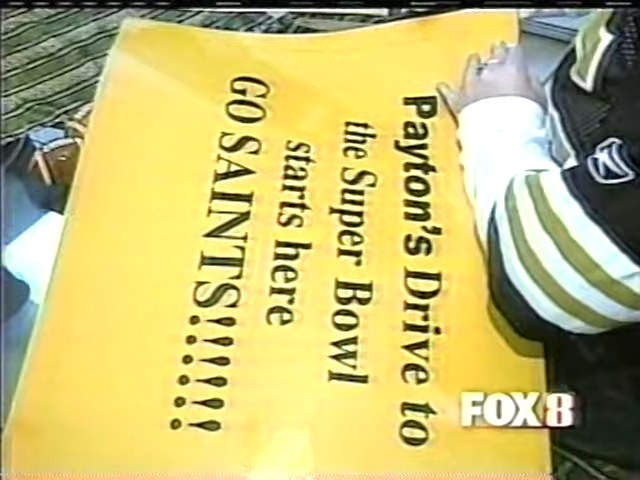 Payton's Drive to
the Super Bowl
starts here
GO SAINTS!!!!!!
FOX 8